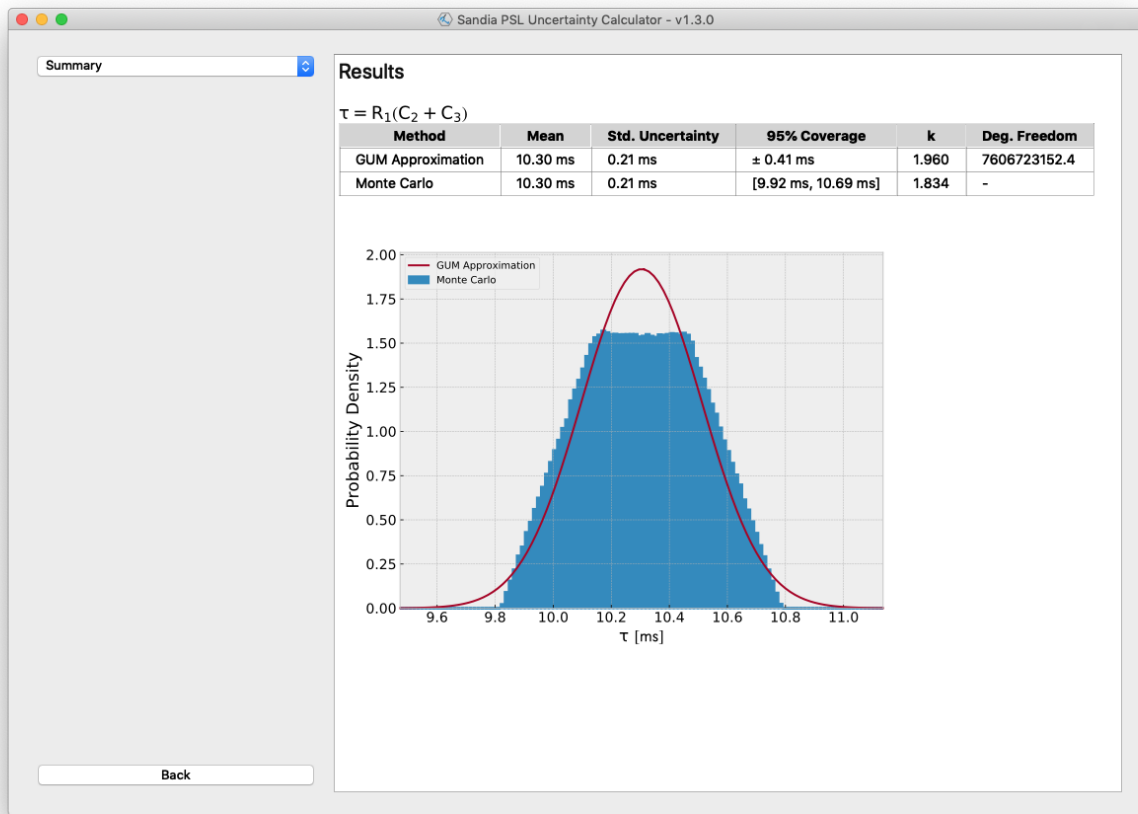 Sandia PSL Uncertainty Calculator - v1.3.0
Summary
Results
τ = R₁(C₂ + C₃)
Method Mean Std. Uncertainty 95% Coverage k Deg. Freedom
GUM Approximation 10.30 ms 0.21 ms ± 0.41 ms 1.960 7606723152.4
Monte Carlo 10.30 ms 0.21 ms [9.92 ms, 10.69 ms] 1.834 -
GUM Approximation
Monte Carlo
Probability Density
2.00
1.75
1.50
1.25
1.00
0.75
0.50
0.25
0.00
9.6 9.8 10.0 10.2 10.4 10.6 10.8 11.0
τ [ms]
Back